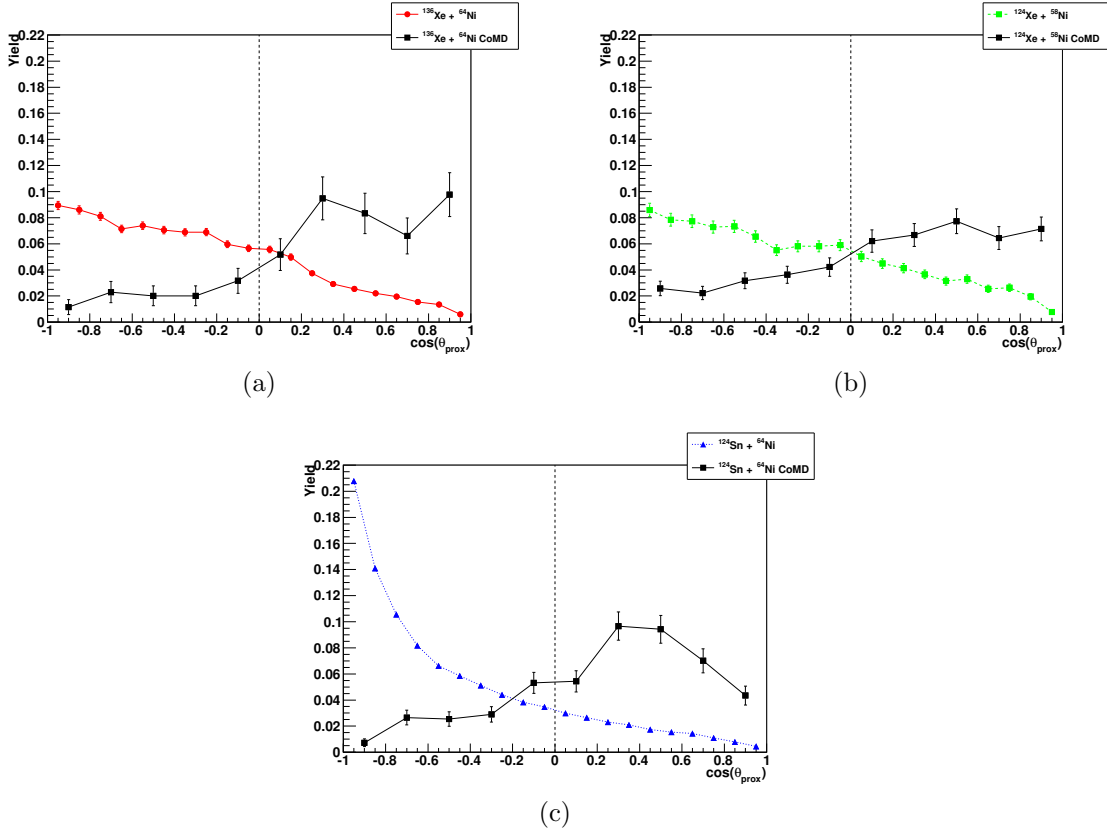 ¹³⁶Xe + ⁶⁴Ni
¹³⁶Xe + ⁶⁴Ni CoMD
Yield
0.22
0.2
0.18
0.16
0.14
0.12
0.1
0.08
0.06
0.04
0.02
0
-1 -0.8 -0.6 -0.4 -0.2 0 0.2 0.4 0.6 0.8 1
cos(θprox)
(a)
¹²⁴Xe + ⁵⁸Ni
¹²⁴Xe + ⁵⁸Ni CoMD
Yield
0.22
0.2
0.18
0.16
0.14
0.12
0.1
0.08
0.06
0.04
0.02
0
-1 -0.8 -0.6 -0.4 -0.2 0 0.2 0.4 0.6 0.8 1
cos(θprox)
(b)
¹²⁴Sn + ⁶⁴Ni
¹²⁴Sn + ⁶⁴Ni CoMD
Yield
0.22
0.2
0.18
0.16
0.14
0.12
0.1
0.08
0.06
0.04
0.02
0
-1 -0.8 -0.6 -0.4 -0.2 0 0.2 0.4 0.6 0.8 1
cos(θprox)
(c)